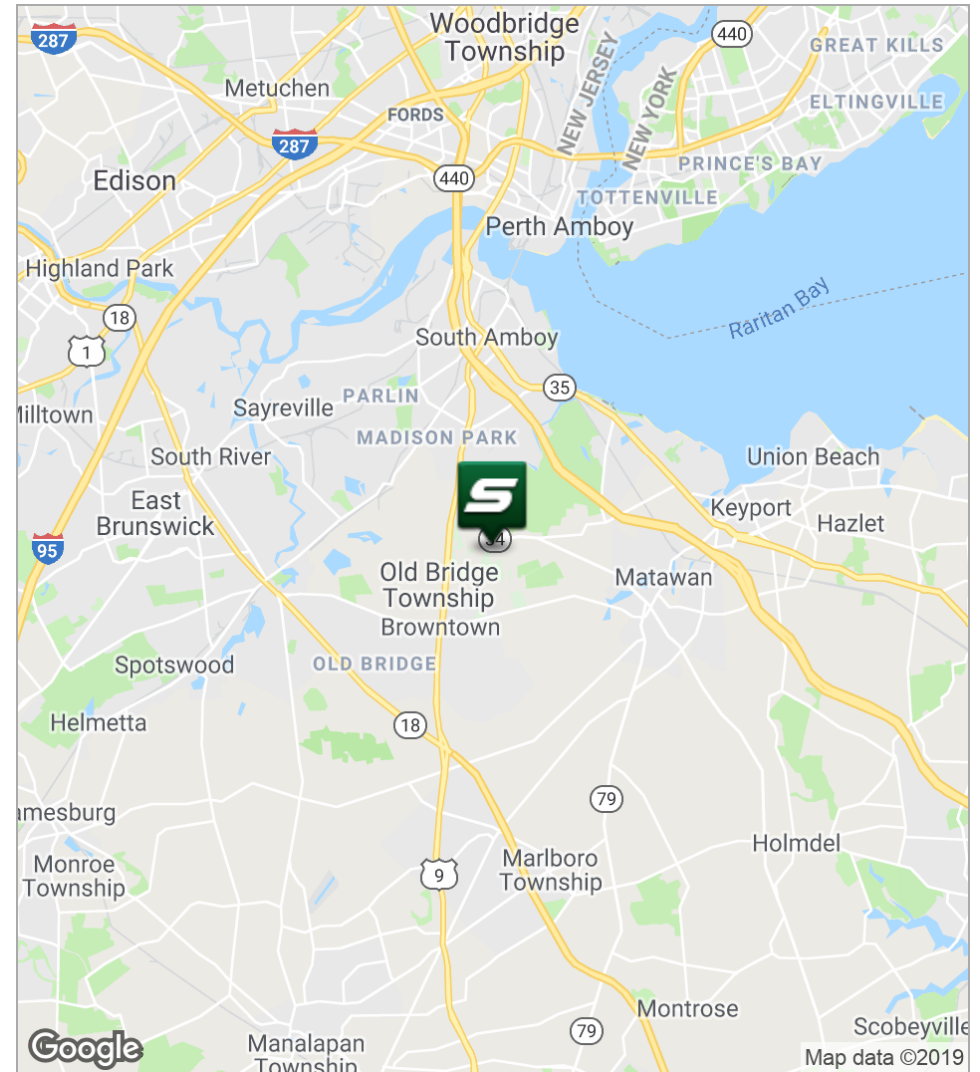 Woodbridge
Township
440
287
GREAT KILLS
Metuchen
NEW JERSEY
NEW YORK
ELTINGVILLE
FORDS
287
PRINCE'S BAY
Edison
440
TOTTENVILLE
Perth Amboy
Highland Park
Raritan Bay
18
South Amboy
1
35
PARLIN
Sayreville
Milltown
MADISON PARK
South River
Union Beach
S
East
Brunswick
Keyport
Hazlet
95
34
Old Bridge
Township
Matawan
Browntown
Spotswood
OLD BRIDGE
Helmetta
18
79
amesburg
Holmdel
Monroe
Township
Marlboro
Township
9
Montrose
79
Scobeyville
Manalapan
Township
Google
Map data ©2019